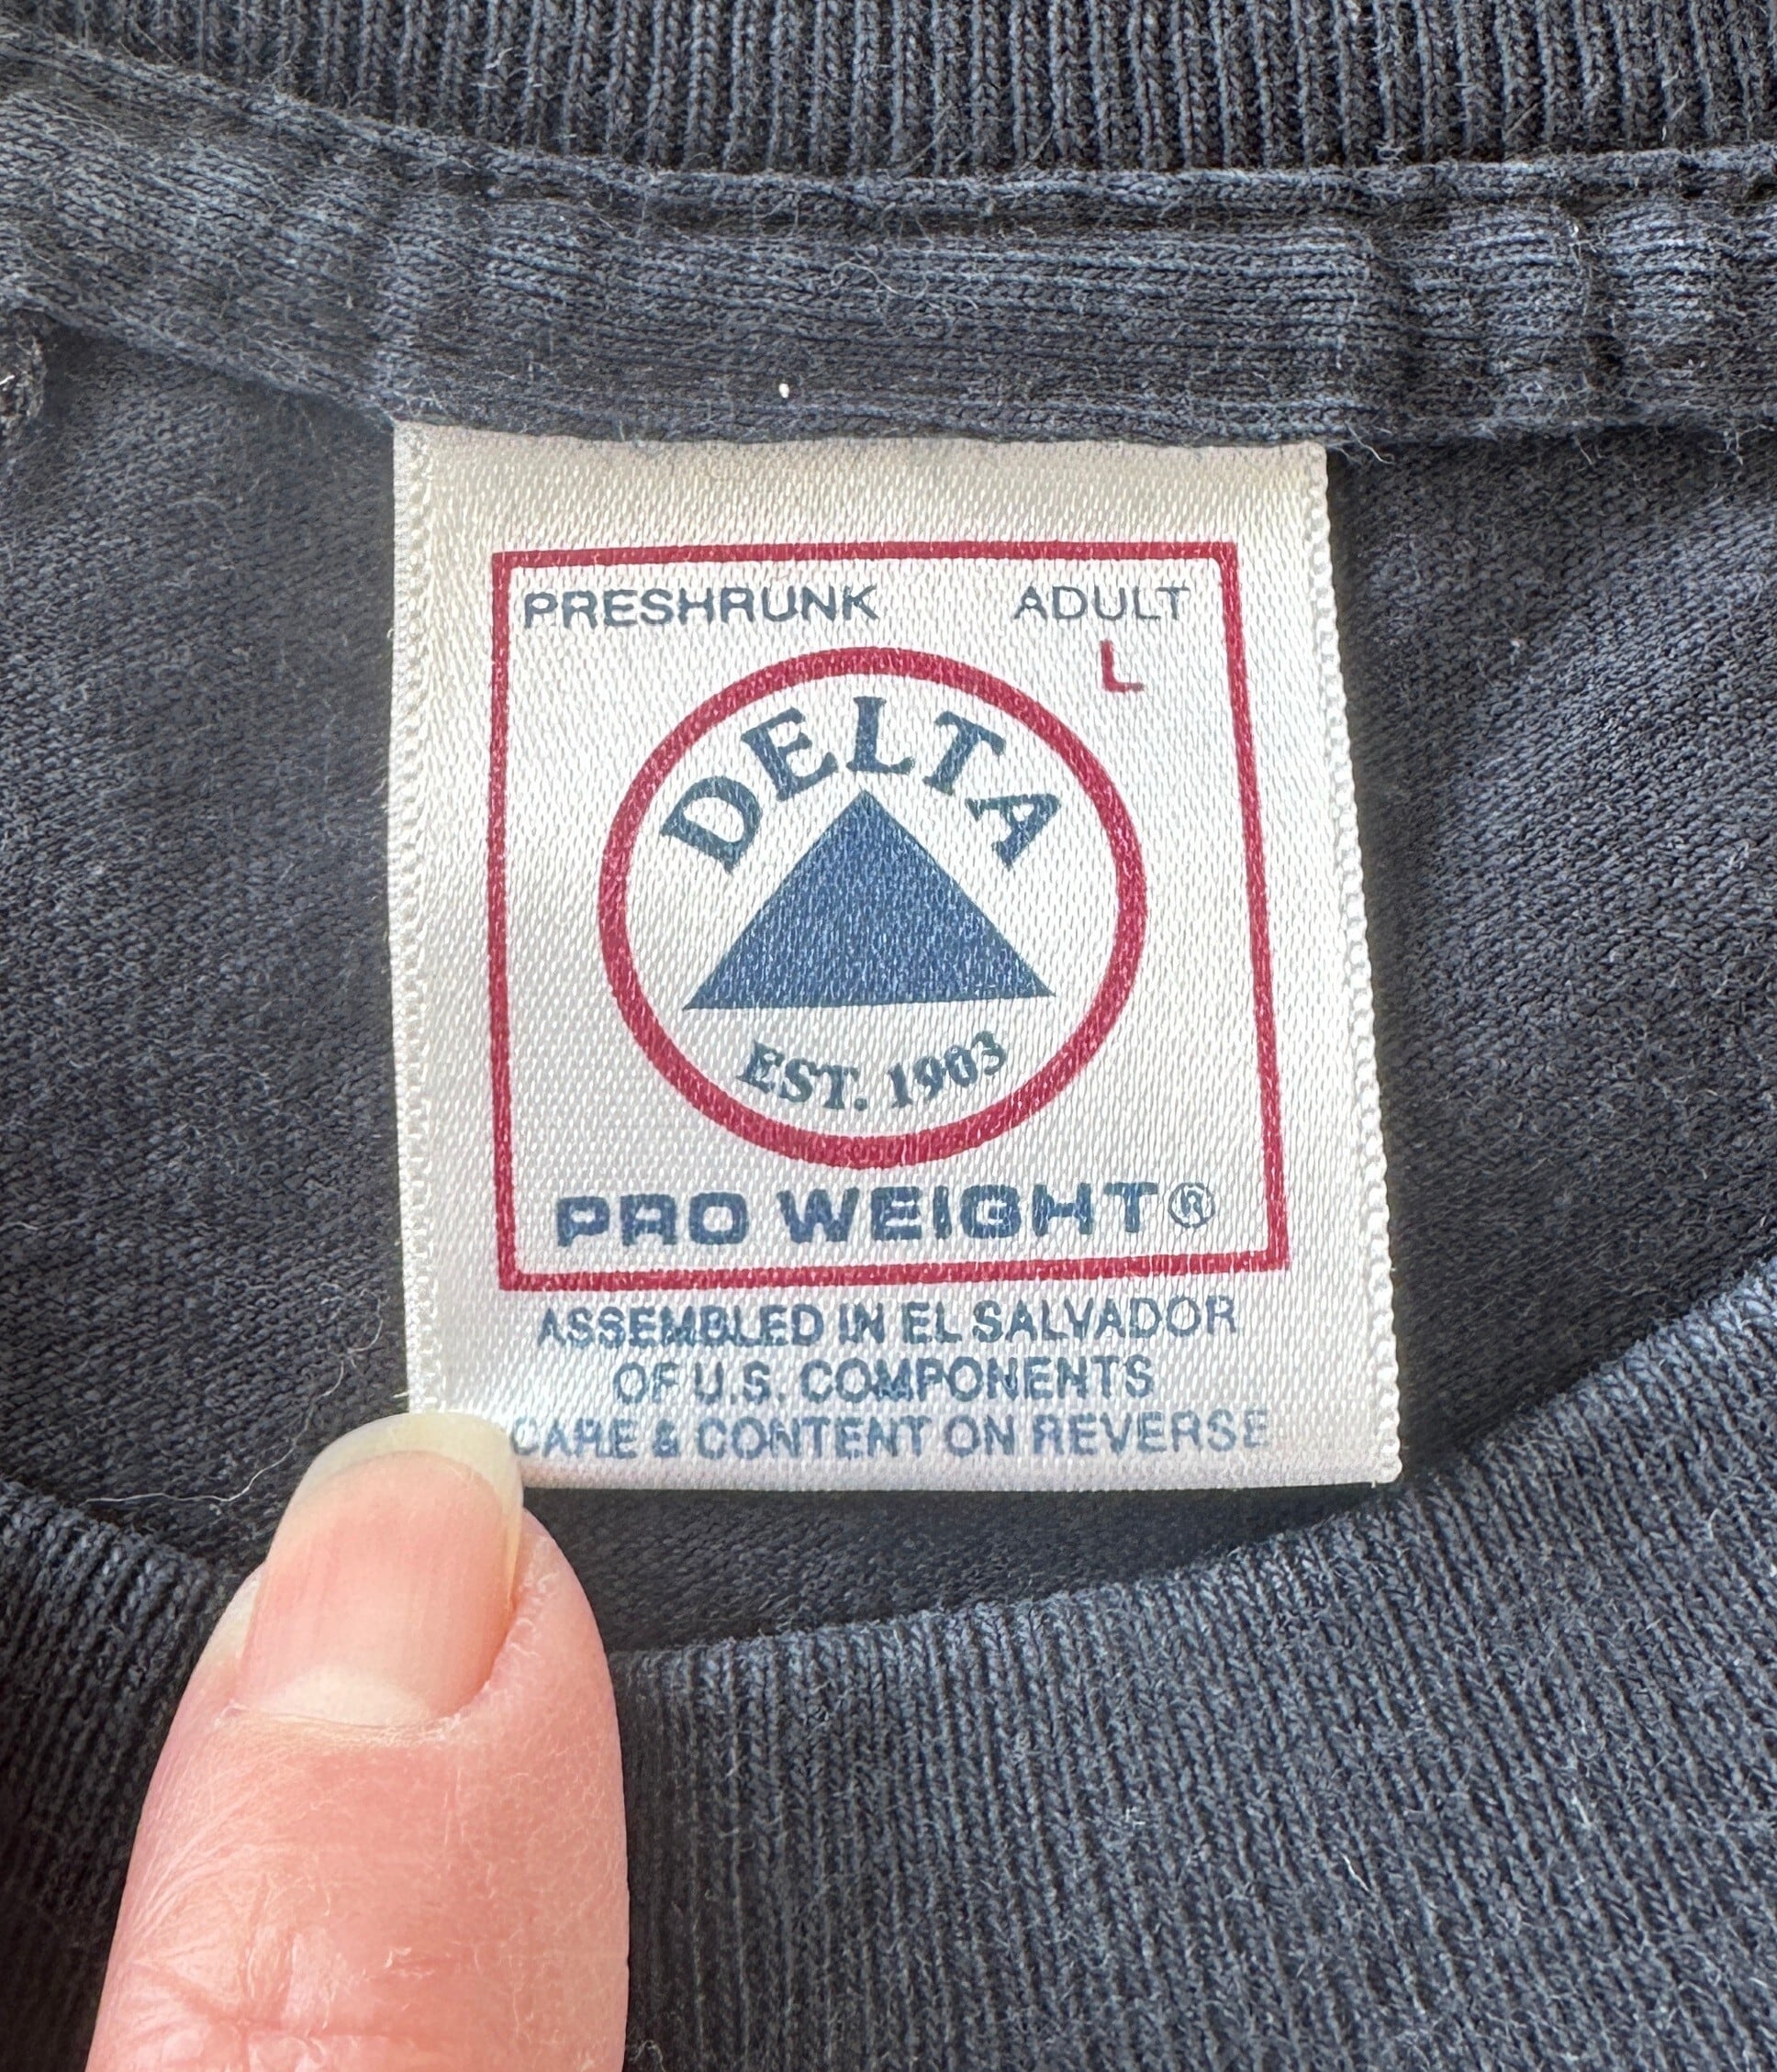 PRESHRUNK ADULT
L
DELTA
EST. 1903
PRO WEIGHT®
ASSEMBLED IN EL SALVADOR
OF U.S. COMPONENTS
CARE & CONTENT ON REVERSE